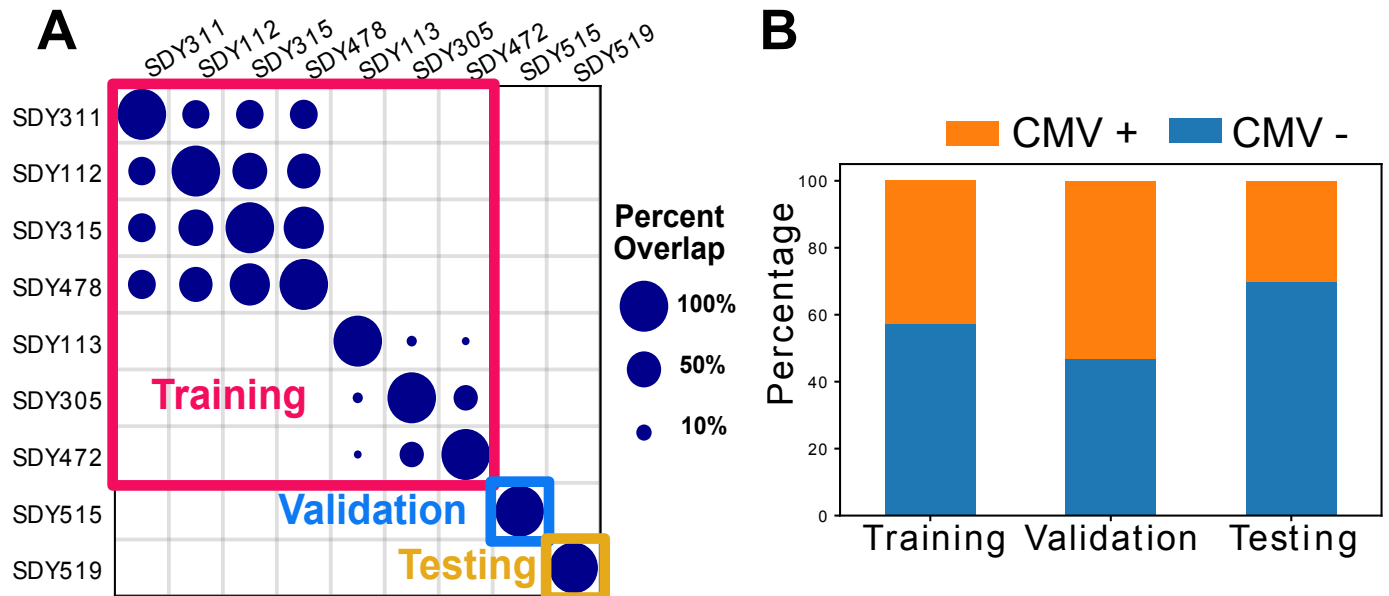 A
SDY311 SDY112 SDY315 SDY478 SDY113 SDY305 SDY472 SDY515 SDY519
SDY311
SDY112
SDY315
SDY478
SDY113
SDY305
SDY472
SDY515
SDY519
Training
Validation
Testing
Percent
Overlap
100%
50%
10%
B
CMV + CMV -
Percentage
100
80
60
40
20
0
Training Validation Testing